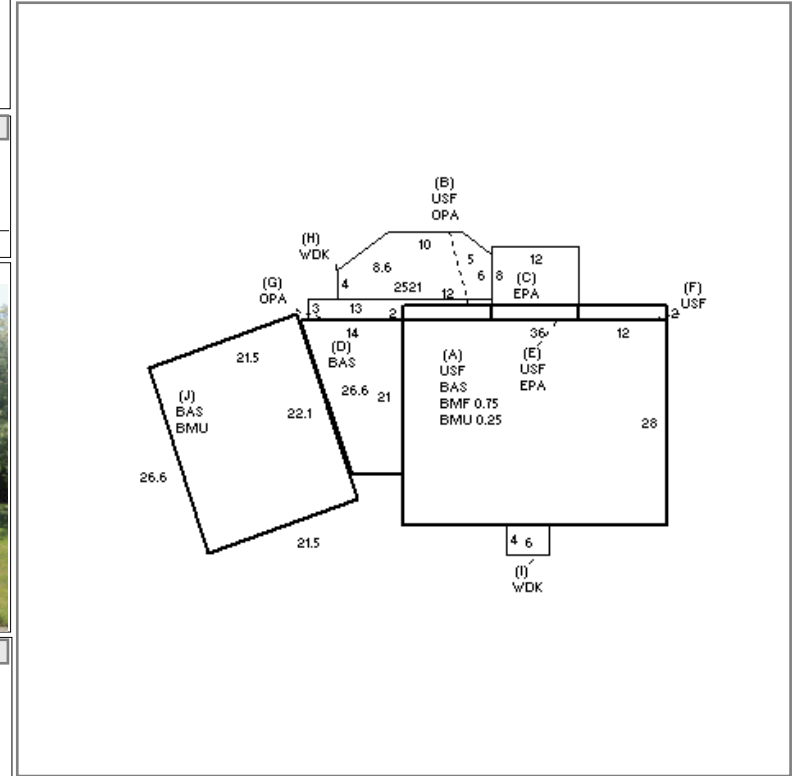 (B)
USF
OPA
(H)
WDK
10
5
12
8.6
6
8
(C)
EPA
(G)
OPA
4
2521
12
(F)
USF
3
13
2
2
14
(D)
BAS
36
12
21.5
(A)
USF
BAS
BMF 0.75
BMU 0.25
(E)
USF
EPA
(J)
BAS
BMU
22.1
26.6
21
28
26.6
21.5
4
6
(I)
WDK